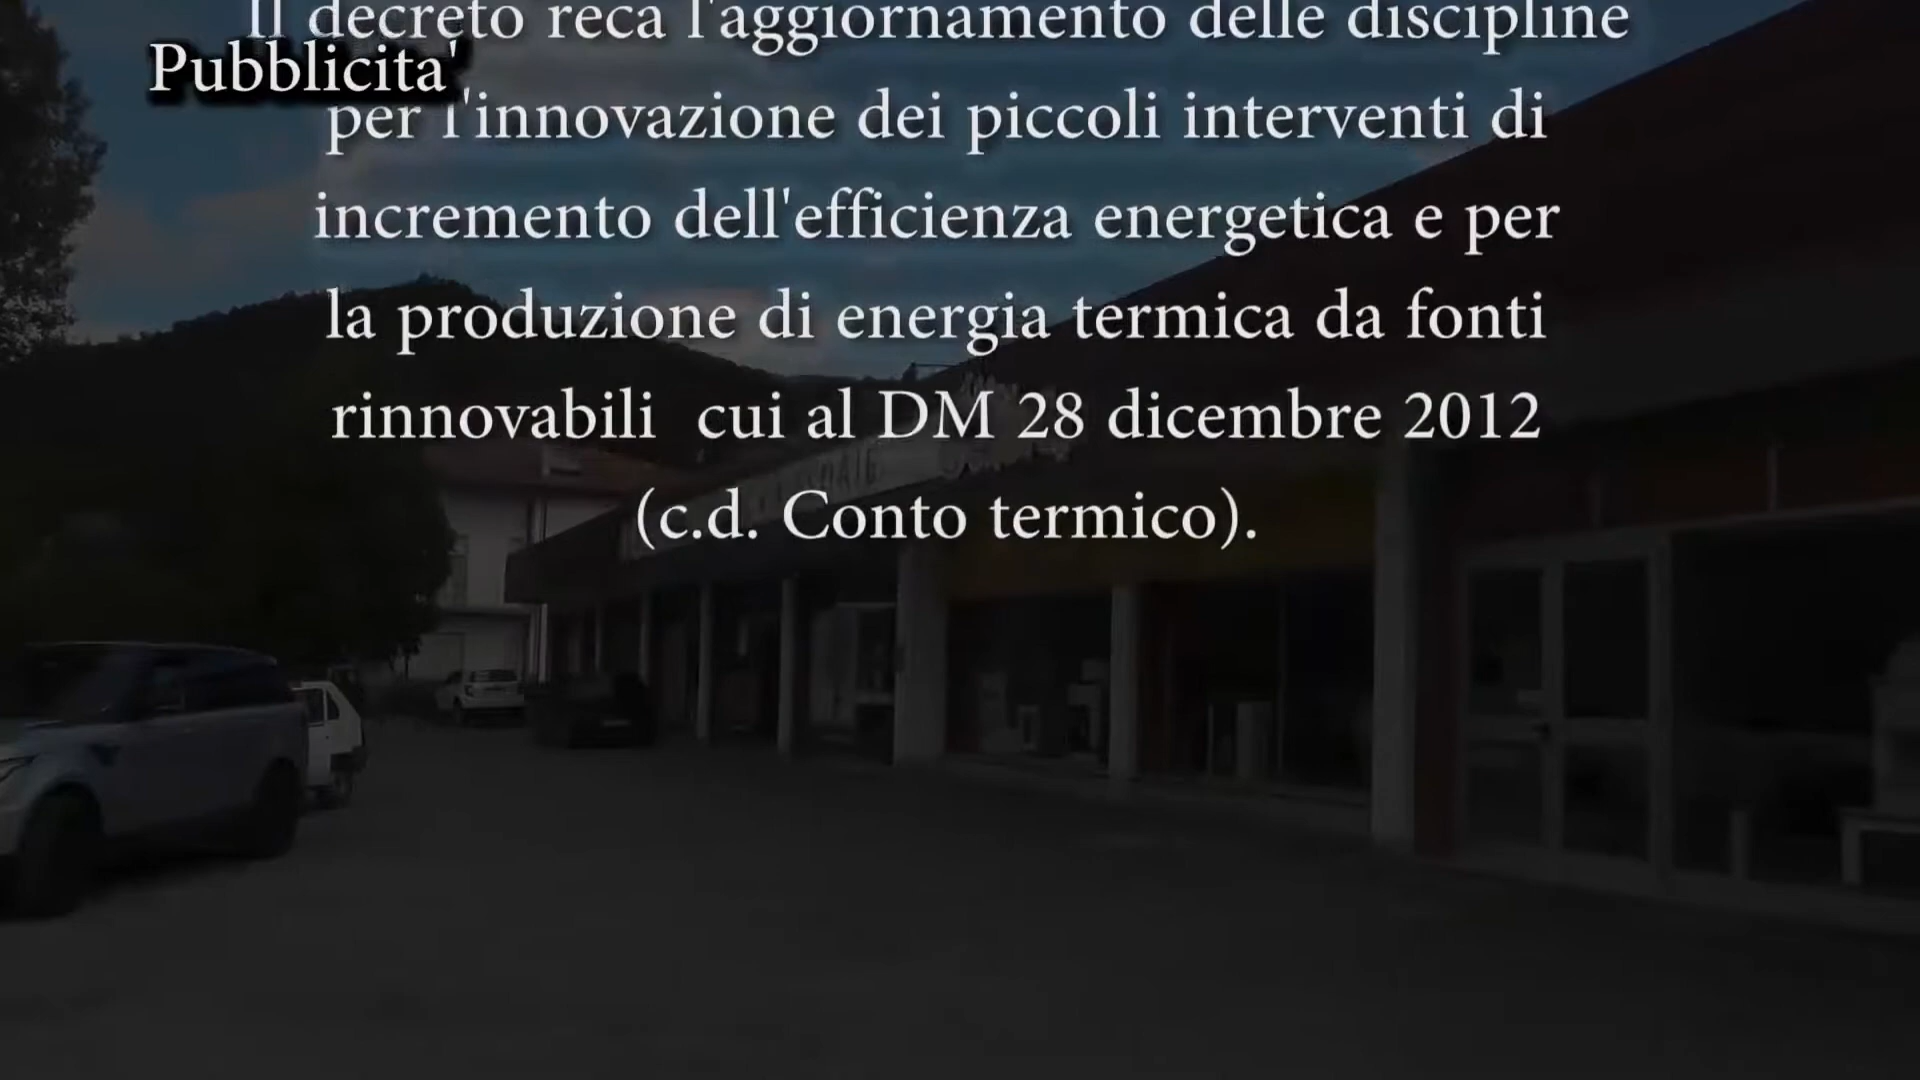 Il decreto reca l'aggiornamento delle discipline
Pubblicita'
per l'innovazione dei piccoli interventi di
incremento dell'efficienza energetica e per
la produzione di energia termica da fonti
rinnovabili cui al DM 28 dicembre 2012
(c.d. Conto termico).